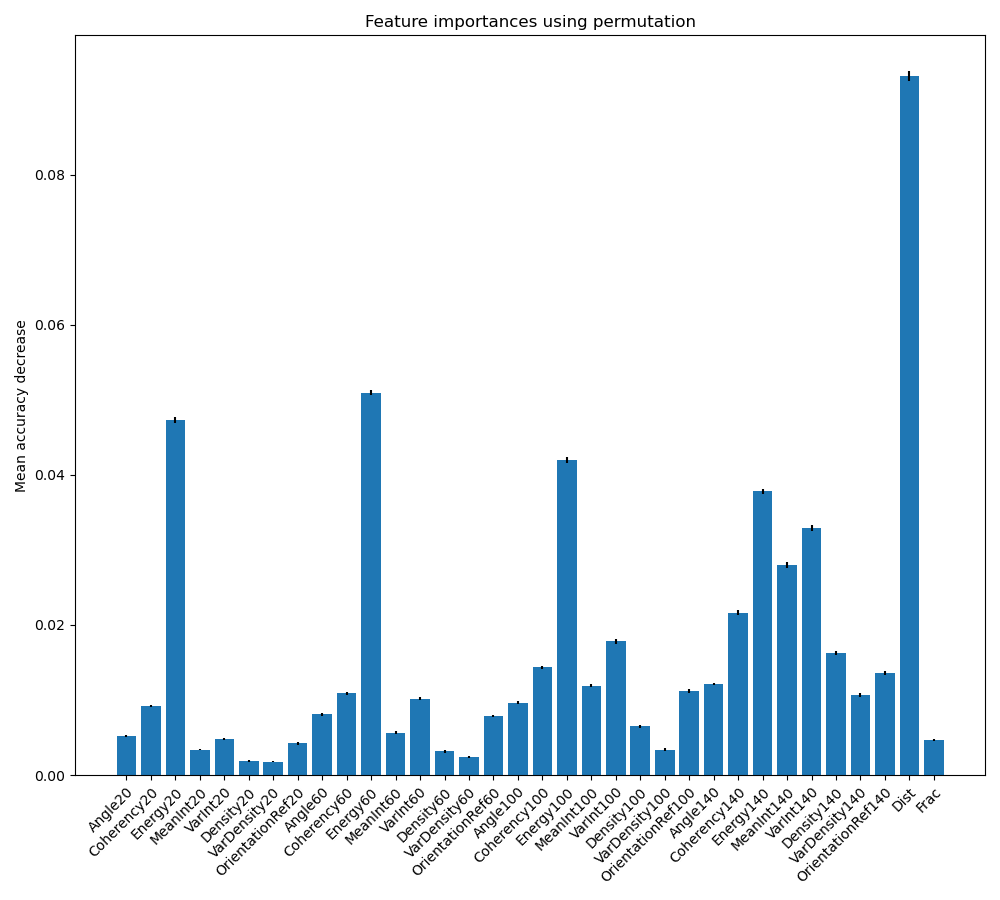 Feature importances using permutation
Mean accuracy decrease
0.08
0.06
0.04
0.02
0.00
Angle20
Coherency20
Energy20
MeanInt20
VarInt20
Density20
VarDensity20
OrientationRef20
Angle60
Coherency60
Energy60
MeanInt60
VarInt60
Density60
VarDensity60
OrientationRef60
Angle100
Coherency100
Energy100
MeanInt100
VarInt100
Density100
VarDensity100
OrientationRef100
Angle140
Coherency140
Energy140
MeanInt140
VarInt140
Density140
VarDensity140
OrientationRef140
Dist
Frac